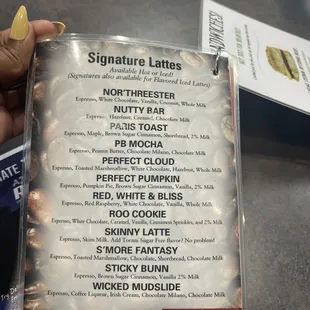 Signature Lattes
Available Hot or Iced!
(Signatures also available for Flavored Iced Lattes)
NOR'THREESTER
Espresso, White Chocolate, Vanilla, Coconut, Whole Milk
NUTTY BAR
Espresso, Hazelnut, Caramel, Chocolate Milk
PARIS TOAST
Espresso, Maple, Brown Sugar Cinnamon, Shortbread, 2% Milk
PB MOCHA
Espresso, Peanut Butter, Chocolate Milano, Chocolate Milk
PERFECT CLOUD
Espresso, Toasted Marshmallow, White Chocolate, Hazelnut, Whole Milk
PERFECT PUMPKIN
Espresso, Pumpkin Pie, Brown Sugar Cinnamon, Vanilla, 2% Milk
RED, WHITE & BLISS
Espresso, Red Raspberry, White Chocolate, Vanilla, Whole Milk
ROO COOKIE
Espresso, White Chocolate, Caramel, Vanilla, Cinnamon Sprinkles, and 2% Milk
SKINNY LATTE
Espresso, Skim Milk. Add Torani Sugar Free flavor? No problem!
S'MORE FANTASY
Espresso, Toasted Marshmallow, Chocolate, Shortbread, Chocolate Milk
STICKY BUNN
Espresso, Brown Sugar Cinnamon, Vanilla 2% Milk
WICKED MUDSLIDE
Espresso, Coffee Liqueur, Irish Cream, Chocolate Milano, Chocolate Milk